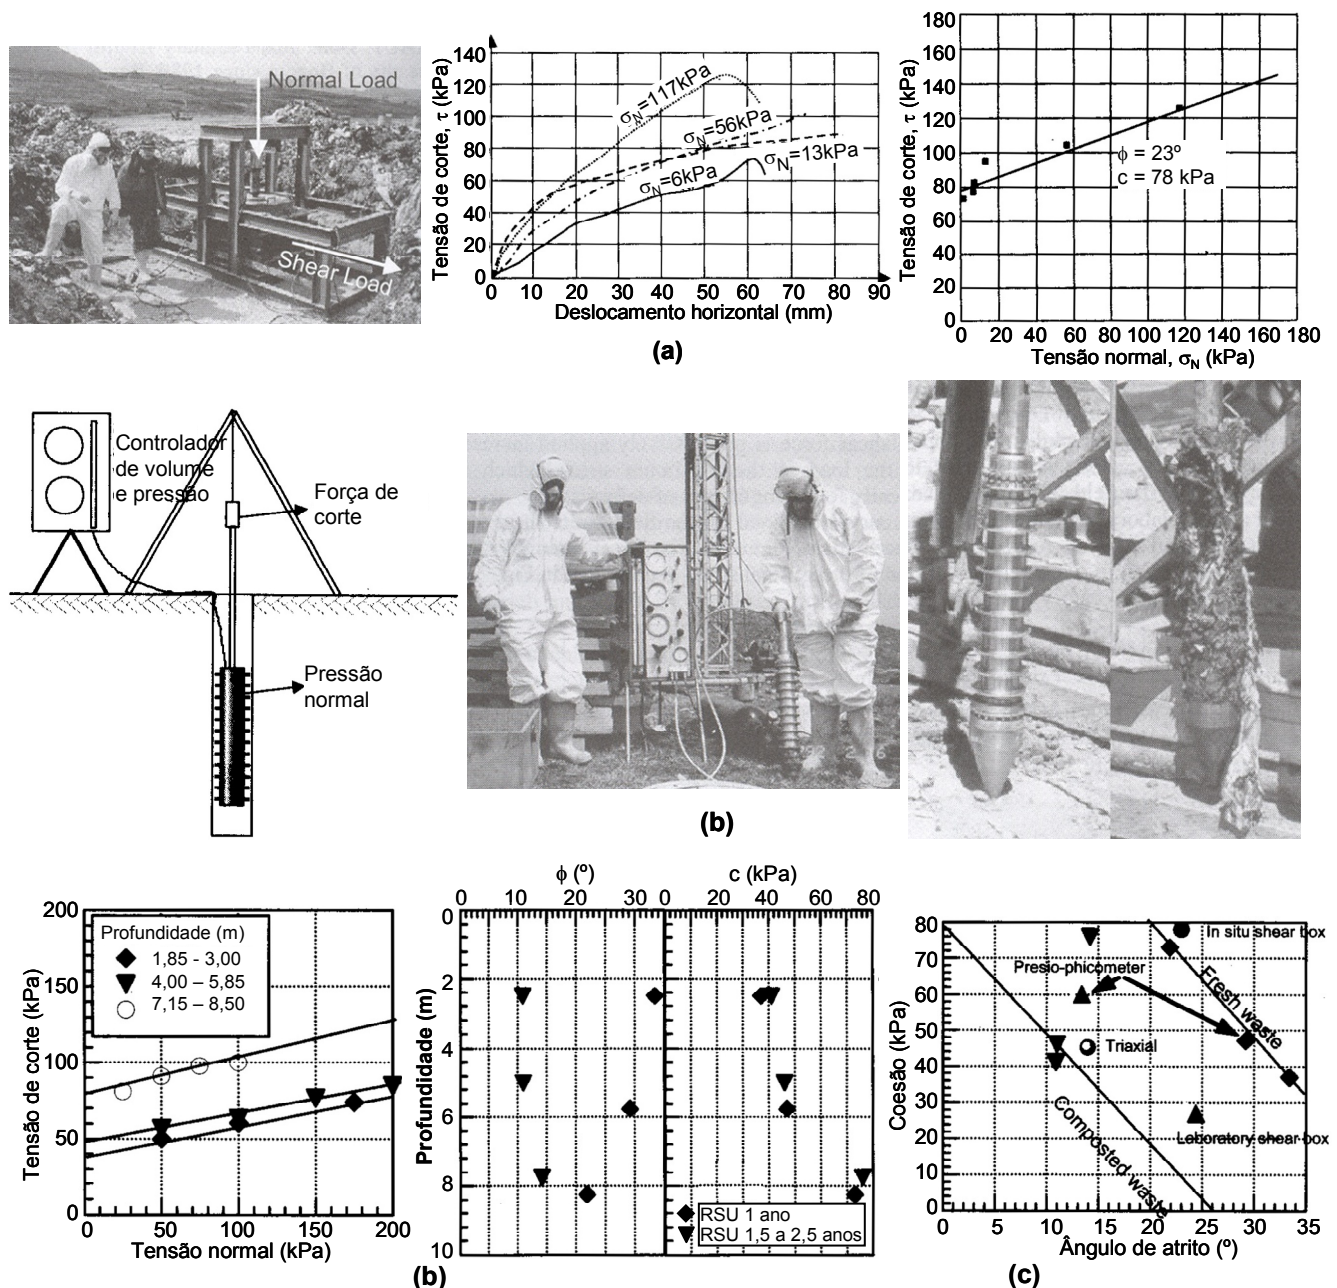 Normal Load
Shear Load
Tensão de corte, τ (kPa)
140
120
100
80
60
40
20
0
σN=117kPa
σN=56kPa
σN=13kPa
σN=6kPa
0 10 20 30 40 50 60 70 80 90
Deslocamento horizontal (mm)
Tensão de corte, τ (kPa)
180
160
140
120
100
80
60
40
20
0
ϕ = 23º
c = 78 kPa
0 20 40 60 80 100 120 140 160 180
Tensão normal, σN (kPa)
(a)
Controlador
de volume
e pressão
Força de
corte
Pressão
normal
(b)
Tensão de corte (kPa)
200
150
100
50
0
Profundidade (m)
1,85 - 3,00
4,00 – 5,85
7,15 – 8,50
0 50 100 150 200
Tensão normal (kPa)
ϕ (º)
0 10 20 30
c (kPa)
0 20 40 60 80
Profundidade (m)
0
2
4
6
8
10
RSU 1 ano
RSU 1,5 a 2,5 anos
(b)
Coesão (kPa)
80
70
60
50
40
30
20
10
0
In situ shear box
Presio-phicometer
Fresh waste
Triaxial
Composted waste
Laboratory shear box
0 5 10 15 20 25 30 35
Ângulo de atrito (º)
(c)